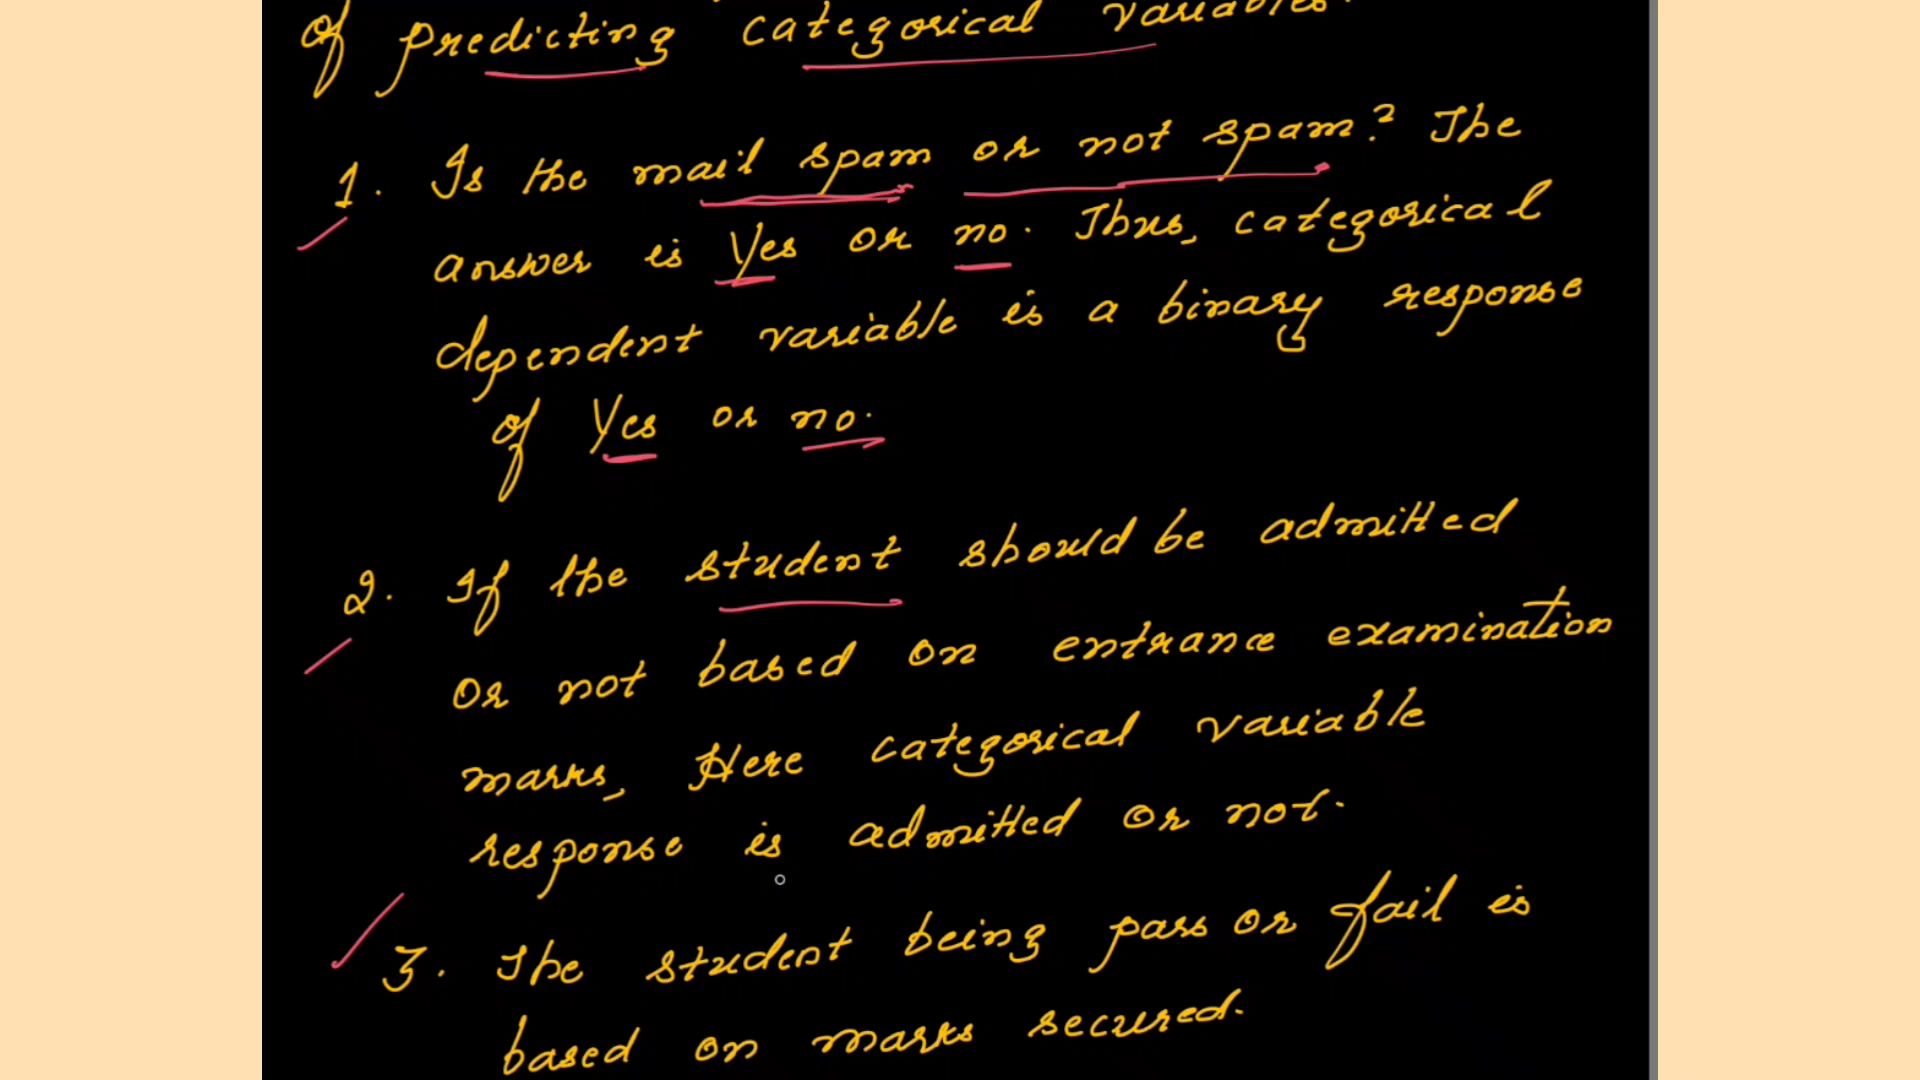 of predicting categorical variables.
1. Is the mail spam or not spam? The
answer is Yes or no. Thus, categorical
dependent variable is a binary response
of Yes or no.
2. If the student should be admitted
or not based on entrance examination
marks, Here categorical variable
response is admitted or not.
3. The student being pass or fail is
based on marks secured.